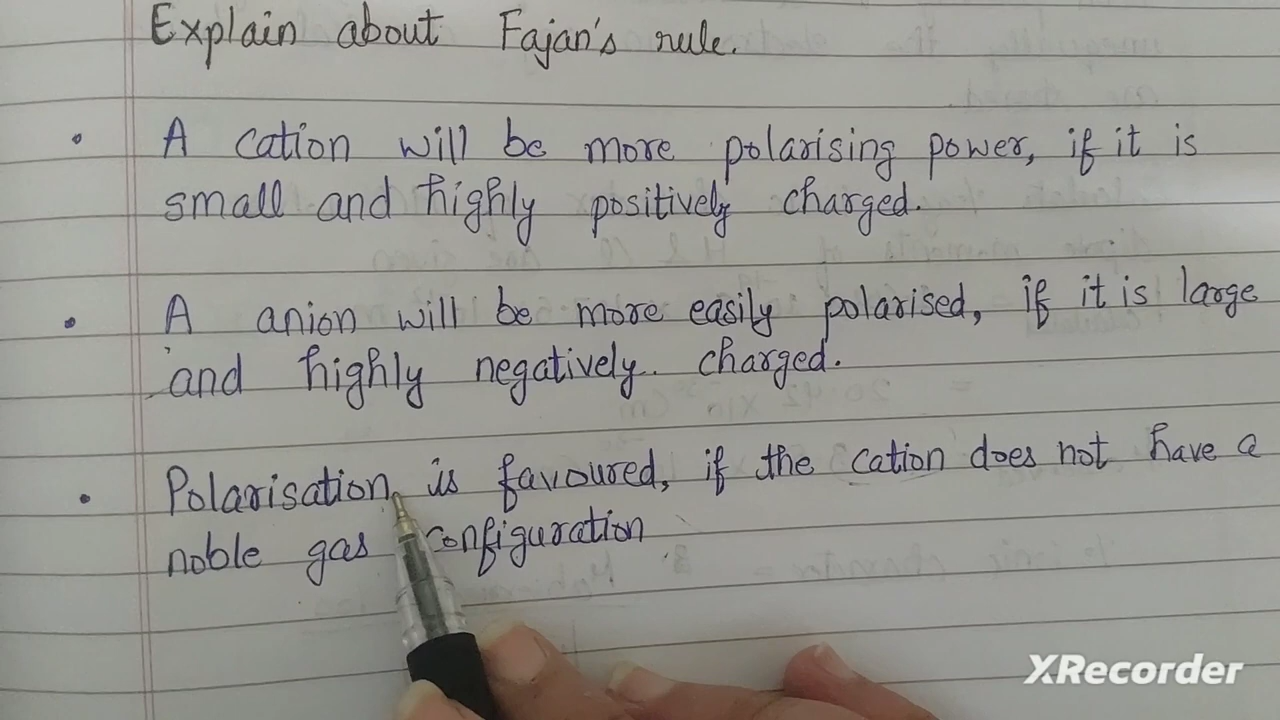 Explain about Fajan's rule.
• A cation will be more polarising power, if it is
small and highly positively charged.
• A anion will be more easily polarised, if it is large
and highly negatively. charged.
• Polarisation is favoured, if the cation does not have a
noble gas configuration.
XRecorder